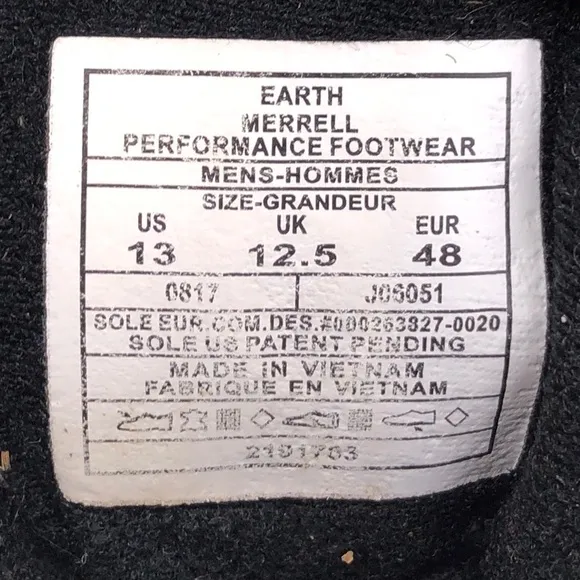 EARTH
MERRELL
PERFORMANCE FOOTWEAR
MENS-HOMMES
SIZE-GRANDEUR
US UK EUR
13 12.5 48
0817 J06051
SOLE EUR.COM.DES.#000263827-0020
SOLE US PATENT PENDING
MADE IN VIETNAM
FABRIQUE EN VIETNAM
2191703